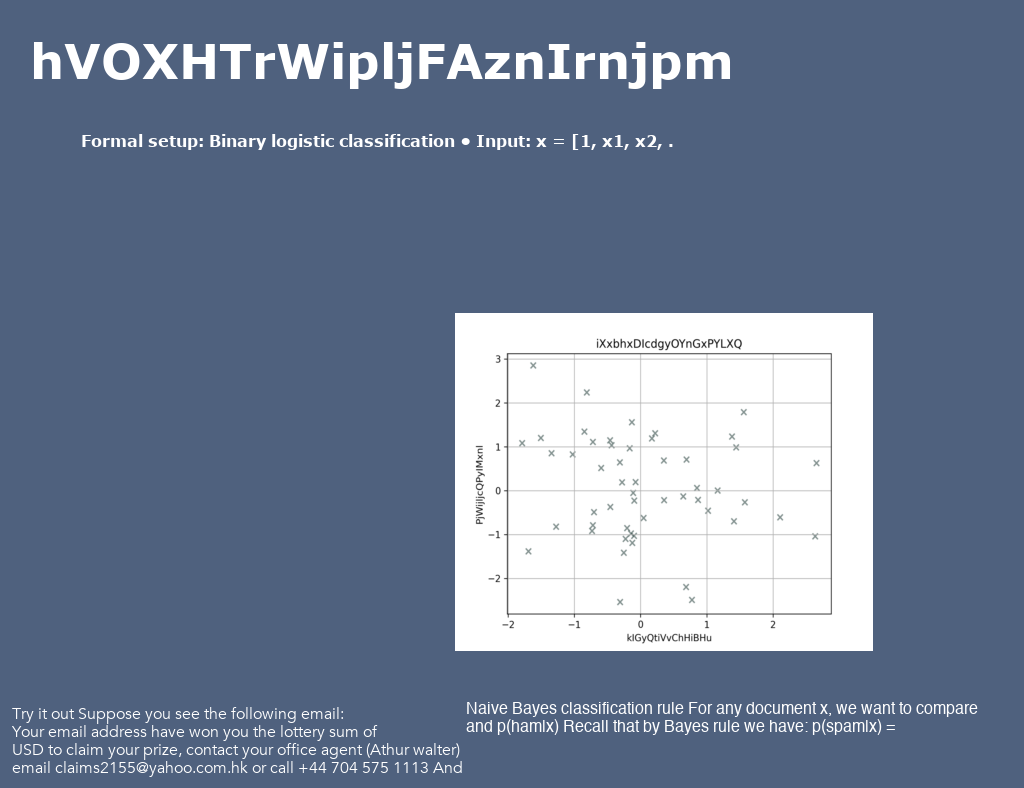 hVOXHTrWipljFAznIrnjpm
Formal setup: Binary logistic classification ● Input: x = [1, x1, x2, .
iXxbhxDIcdgyOYnGxPYLXQ
3
2
1
0
−1
−2
PjWijljcQPyIMxnI
−2
−1
0
1
2
kIGyQtiVvChHiBHu
Try it out Suppose you see the following email:
Your email address have won you the lottery sum of
USD to claim your prize, contact your office agent (Athur walter)
email claims2155@yahoo.com.hk or call +44 704 575 1113 And
Naive Bayes classification rule For any document x, we want to compare
and p(ham|x) Recall that by Bayes rule we have: p(spam|x) =